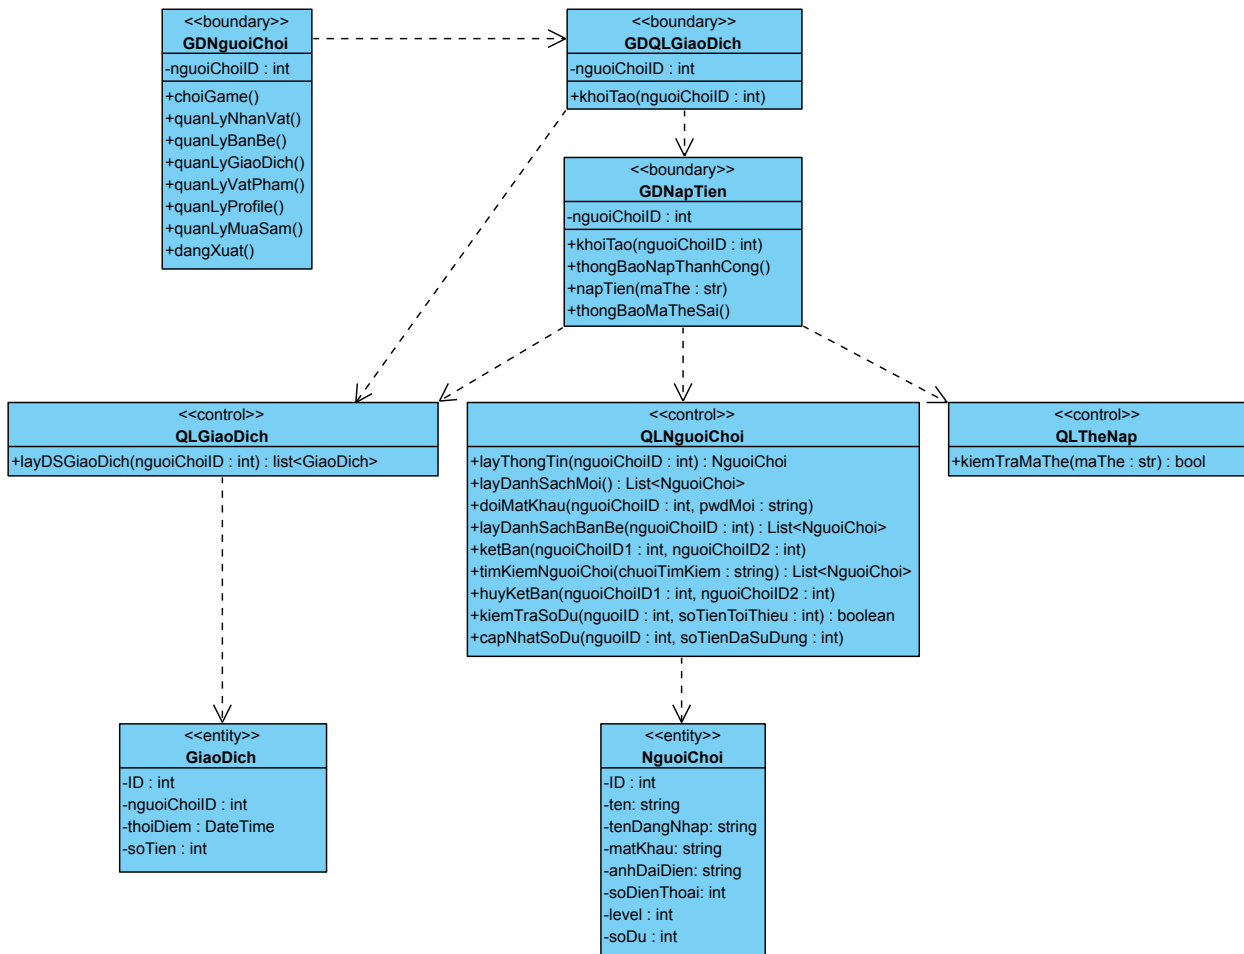 <<boundary>>
GDNguoiChoi
-nguoiChoiID : int
+choiGame()
+quanLyNhanVat()
+quanLyBanBe()
+quanLyGiaoDich()
+quanLyVatPham()
+quanLyProfile()
+quanLyMuaSam()
+dangXuat()
<<boundary>>
GDQLGiaoDich
-nguoiChoiID : int
+khoiTao(nguoiChoiID : int)
<<boundary>>
GDNapTien
-nguoiChoiID : int
+khoiTao(nguoiChoiID : int)
+thongBaoNapThanhCong()
+napTien(maThe : str)
+thongBaoMaTheSai()
<<control>>
QLGiaoDich
+layDSGiaoDich(nguoiChoiID : int) : list<GiaoDich>
<<control>>
QLNguoiChoi
+layThongTin(nguoiChoiID : int) : NguoiChoi
+layDanhSachMoi() : List<NguoiChoi>
+doiMatKhau(nguoiChoiID : int, pwdMoi : string)
+layDanhSachBanBe(nguoiChoiID : int) : List<NguoiChoi>
+ketBan(nguoiChoiID1 : int, nguoiChoiID2 : int)
+timKiemNguoiChoi(chuoiTimKiem : string) : List<NguoiChoi>
+huyKetBan(nguoiChoiID1 : int, nguoiChoiID2 : int)
+kiemTraSoDu(nguoiID : int, soTienToiThieu : int) : boolean
+capNhatSoDu(nguoiID : int, soTienDaSuDung : int)
<<control>>
QLTheNap
+kiemTraMaThe(maThe : str) : bool
<<entity>>
GiaoDich
-ID : int
-nguoiChoiID : int
-thoiDiem : DateTime
-soTien : int
<<entity>>
NguoiChoi
-ID : int
-ten: string
-tenDangNhap: string
-matKhau: string
-anhDaiDien: string
-soDienThoai: int
-level : int
-soDu : int